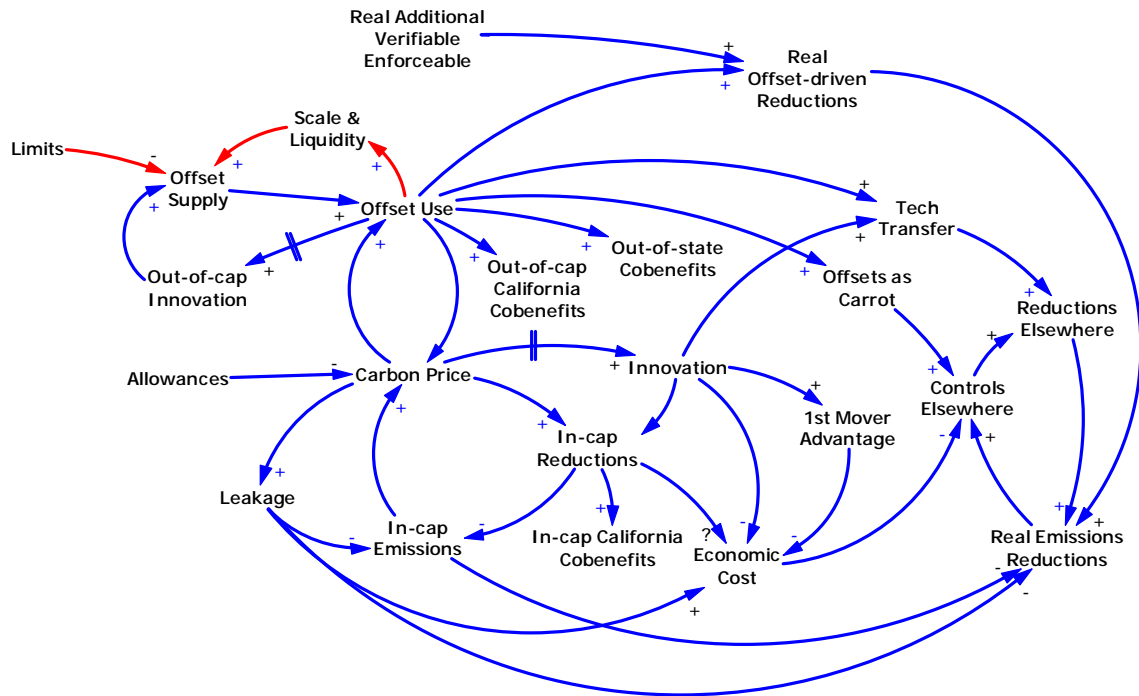 Real Additional
Verifiable
Enforceable
+
Real
Offset-driven
Reductions
+
Scale &
Liquidity
Limits
-
+
+
Offset
Supply
+
+
Offset Use
+
Tech
Transfer
+
+
+
Out-of-state
Cobenefits
+
Out-of-cap
California
Cobenefits
+
Out-of-cap
Innovation
+
Offsets as
Carrot
+
Reductions
Elsewhere
+
Allowances
-
Carbon Price
+
Innovation
+
Controls
Elsewhere
+
1st Mover
Advantage
+
+
In-cap
Reductions
-
+
+
Leakage
-
In-cap
Emissions
-
+
In-cap California
Cobenefits
?
-
-
Economic
Cost
+
+
+
Real Emissions
Reductions
-
-